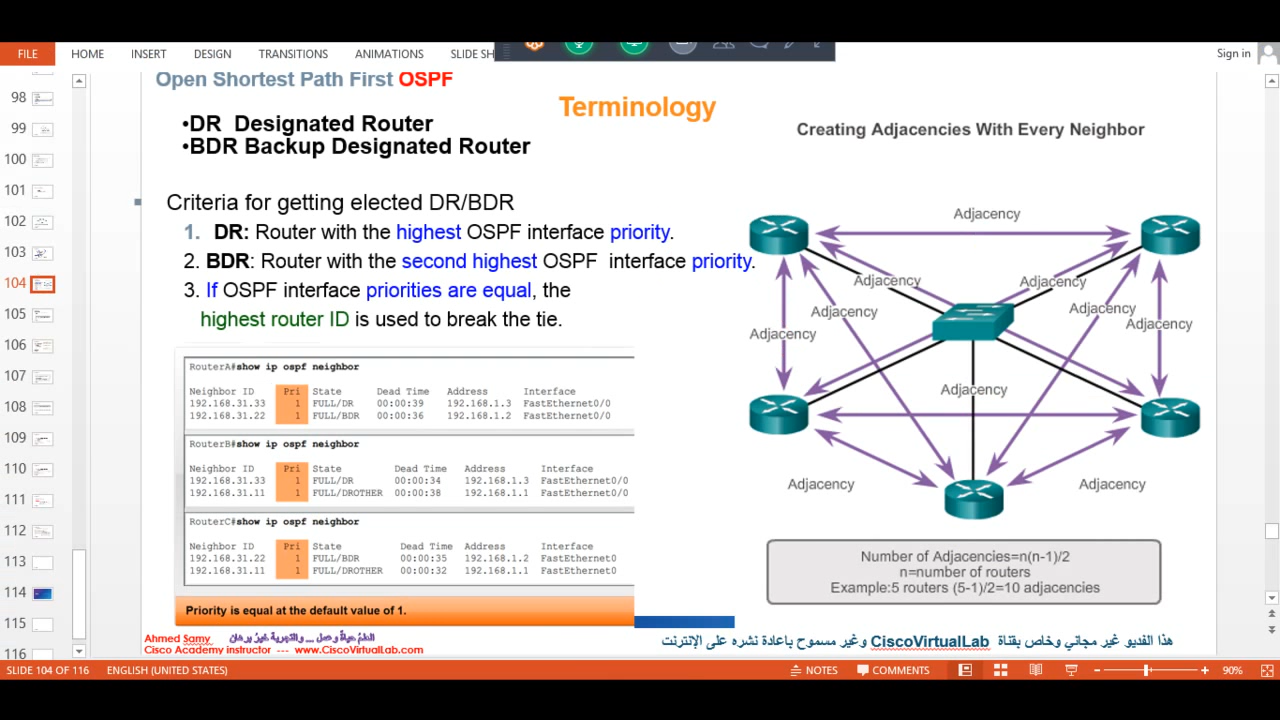 FILE HOME INSERT DESIGN TRANSITIONS ANIMATIONS SLIDE SH Sign in
98
99
100
101
102
103
104
105
106
107
108
109
110
111
112
113
114
115
116
Open Shortest Path First OSPF
Terminology
•DR Designated Router
•BDR Backup Designated Router
Criteria for getting elected DR/BDR
1. DR: Router with the highest OSPF interface priority.
2. BDR: Router with the second highest OSPF interface priority.
3. If OSPF interface priorities are equal, the
highest router ID is used to break the tie.
RouterA#show ip ospf neighbor
Neighbor ID Pri State Dead Time Address Interface
192.168.31.33 1 FULL/DR 00:00:39 192.168.1.3 FastEthernet0/0
192.168.31.22 1 FULL/BDR 00:00:36 192.168.1.2 FastEthernet0/0
RouterB#show ip ospf neighbor
Neighbor ID Pri State Dead Time Address Interface
192.168.31.33 1 FULL/DR 00:00:34 192.168.1.3 FastEthernet0/0
192.168.31.11 1 FULL/DROTHER 00:00:38 192.168.1.1 FastEthernet0/0
RouterC#show ip ospf neighbor
Neighbor ID Pri State Dead Time Address Interface
192.168.31.22 1 FULL/BDR 00:00:35 192.168.1.2 FastEthernet0
192.168.31.11 1 FULL/DROTHER 00:00:32 192.168.1.1 FastEthernet0
Priority is equal at the default value of 1.
Creating Adjacencies With Every Neighbor
Adjacency
Adjacency
Adjacency
Adjacency
Adjacency
Adjacency
Adjacency
Adjacency
Adjacency
Adjacency
Number of Adjacencies=n(n-1)/2
n=number of routers
Example:5 routers (5-1)/2=10 adjacencies
Ahmed Samy العلمُ حياةٌ وعمل ... والتجربة خيرُ برهان
Cisco Academy instructor --- www.CiscoVirtualLab.com
هذا الفديو غير مجاني وخاص بقناة CiscoVirtualLab وغير مسموح باعادة نشره على الإنترنت
SLIDE 104 OF 116 ENGLISH (UNITED STATES) NOTES COMMENTS 90%